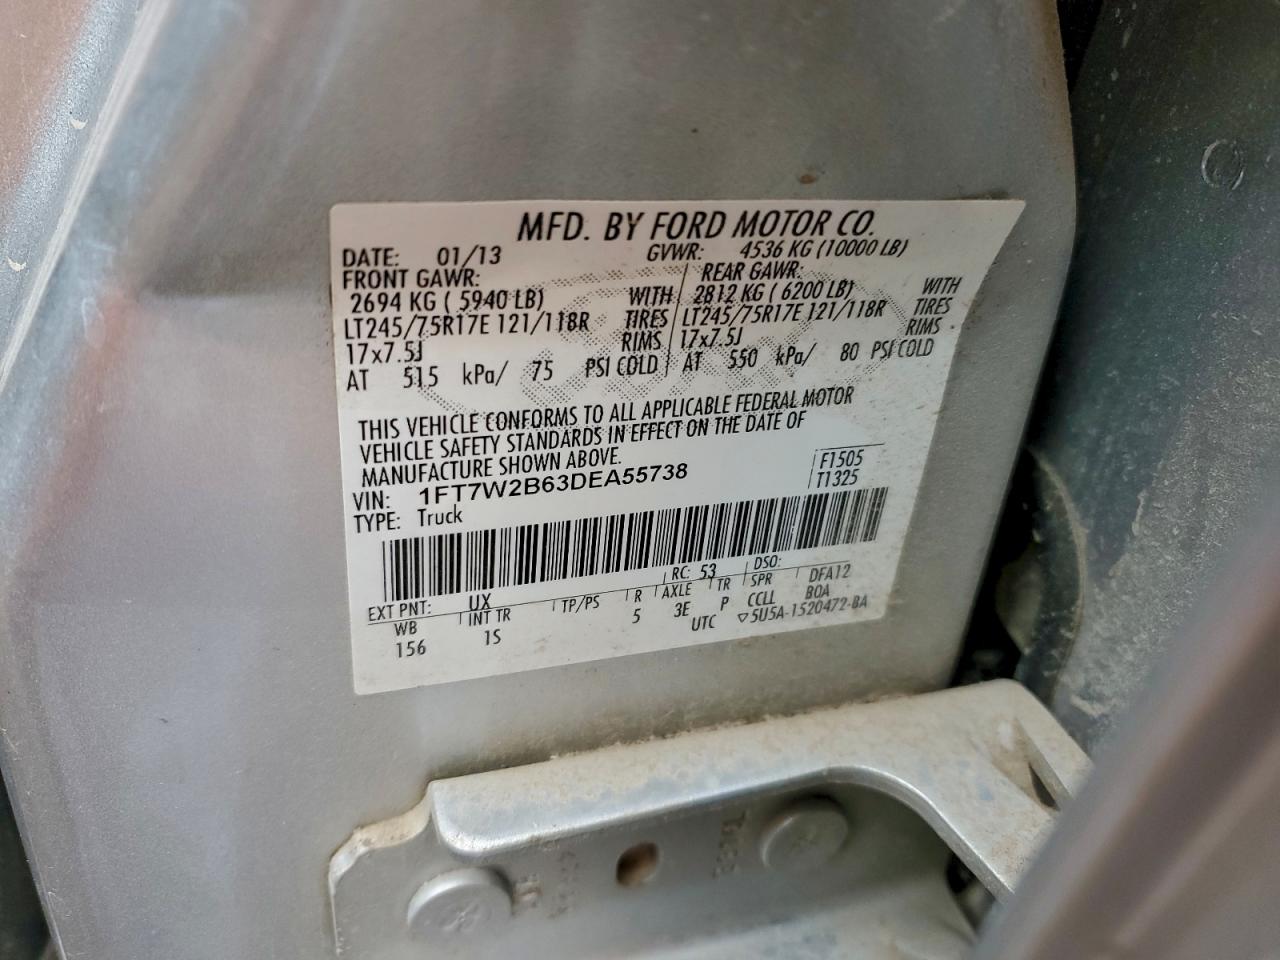 MFD. BY FORD MOTOR CO.
DATE: 01/13 GVWR: 4536 KG (10000 LB)
FRONT GAWR: REAR GAWR:
2694 KG ( 5940 LB) WITH 2812 KG ( 6200 LB) WITH
LT245/75R17E 121/118R TIRES LT245/75R17E 121/118R TIRES
17x7.5J RIMS 17x7.5J RIMS
AT 515 kPa/ 75 PSI COLD AT 550 kPa/ 80 PSI COLD
THIS VEHICLE CONFORMS TO ALL APPLICABLE FEDERAL MOTOR
VEHICLE SAFETY STANDARDS IN EFFECT ON THE DATE OF
MANUFACTURE SHOWN ABOVE.
VIN: 1FT7W2B63DEA55738 F1505
TYPE: Truck T1325
EXT PNT: UX RC: 53 DSO:
WB INT TR TP/PS R AXLE TR SPR DFA12
156 1S 5 3E P CCLL BOA
UTC ▽5U5A-1520472-BA